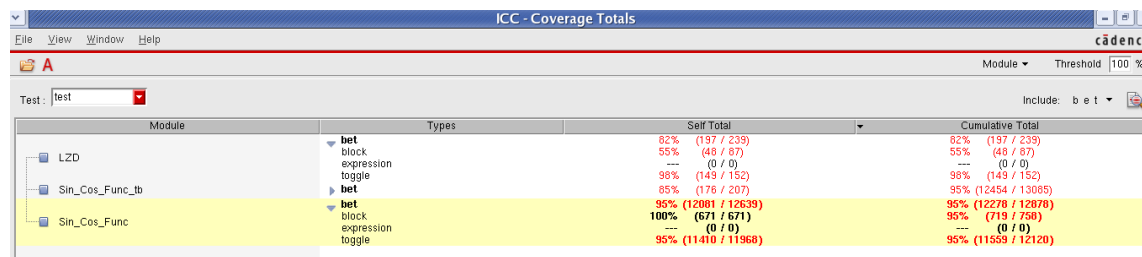 ICC - Coverage Totals
File View Window Help
cādenc
A Module Threshold 100 %
Test : test Include: b e t
Module Types Self Total Cumulative Total
LZD bet 82% (197 / 239) 82% (197 / 239)
block 55% (48 / 87) 55% (48 / 87)
expression --- (0 / 0) --- (0 / 0)
toggle 98% (149 / 152) 98% (149 / 152)
Sin_Cos_Func_tb bet 85% (176 / 207) 95% (12454 / 13085)
Sin_Cos_Func bet 95% (12081 / 12639) 95% (12278 / 12878)
block 100% (671 / 671) 95% (719 / 758)
expression --- (0 / 0) --- (0 / 0)
toggle 95% (11410 / 11968) 95% (11559 / 12120)